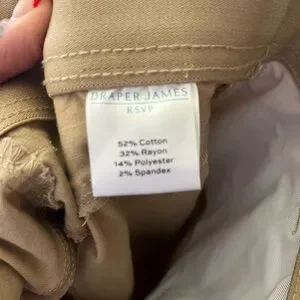 DRAPER JAMES
RSVP
52% Cotton
32% Rayon
14% Polyester
2% Spandex